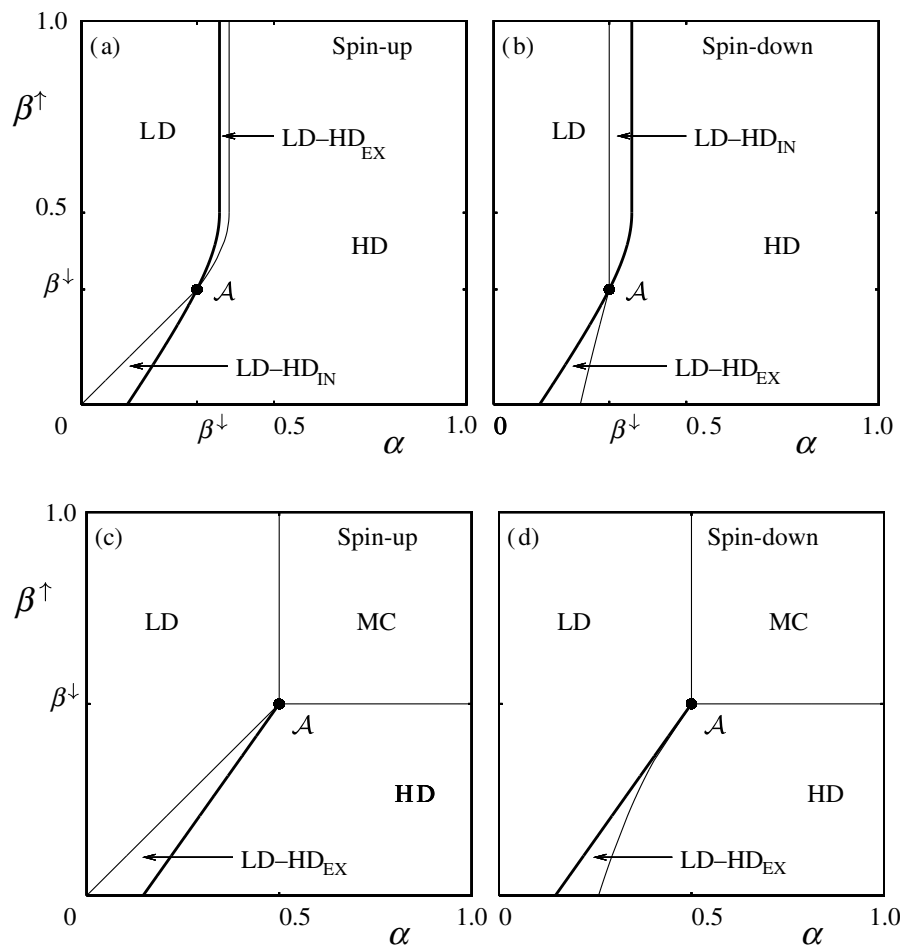 1.0 (a) Spin-up
(b) Spin-down
β↑ LD LD–HD_EX
LD LD–HD_IN
0.5 HD
HD
β↓ 𝒜
𝒜
LD–HD_IN
LD–HD_EX
0 β↓ 0.5 α 1.0
0 β↓ 0.5 α 1.0
1.0 (c) Spin-up
(d) Spin-down
β↑ LD MC
LD MC
β↓ 𝒜
𝒜
HD
HD
LD–HD_EX
LD–HD_EX
0 0.5 α 1.0
0 0.5 α 1.0